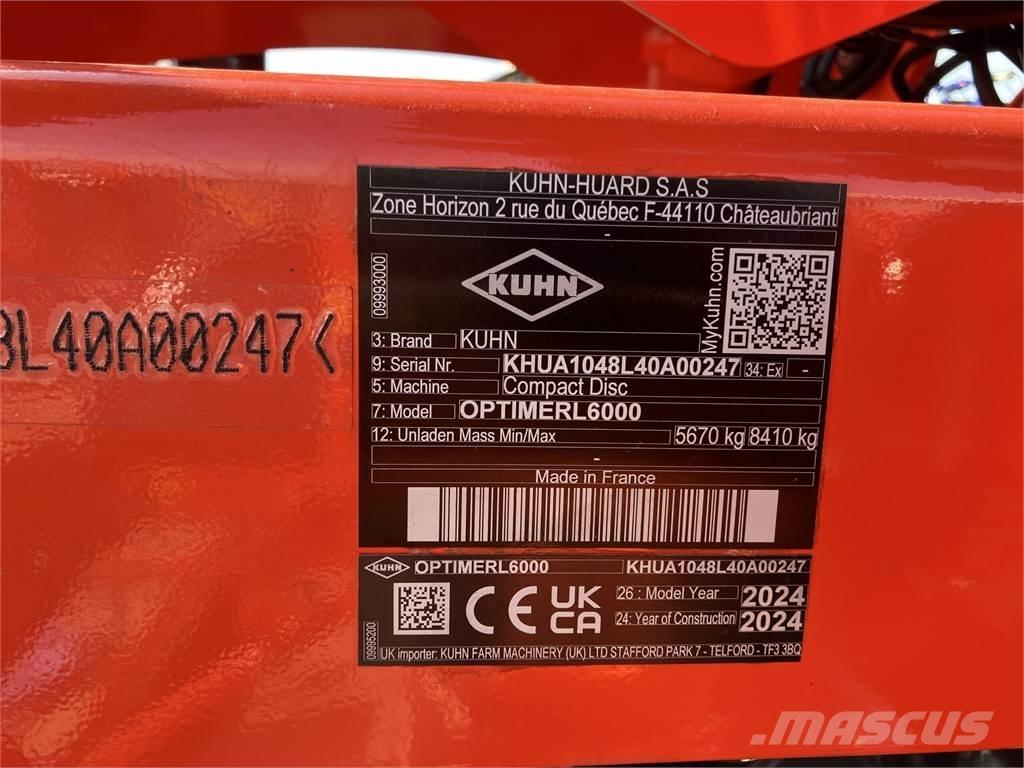 KUHN-HUARD S.A.S
Zone Horizon 2 rue du Québec F-44110 Châteaubriant
-
09993000
KUHN
MyKuhn.com
3: Brand KUHN
9: Serial Nr. KHUA1048L40A00247 34: Ex -
5: Machine Compact Disc
7: Model OPTIMERL6000
12: Unladen Mass Min/Max 5670 kg 8410 kg
-
Made in France
8L40A00247<
KUHN OPTIMERL6000 KHUA1048L40A00247
09995200
CE UK CA
26 : Model Year 2024
24: Year of Construction 2024
UK importer: KUHN FARM MACHINERY (UK) LTD STAFFORD PARK 7 - TELFORD - TF3 3BQ
MASCUS